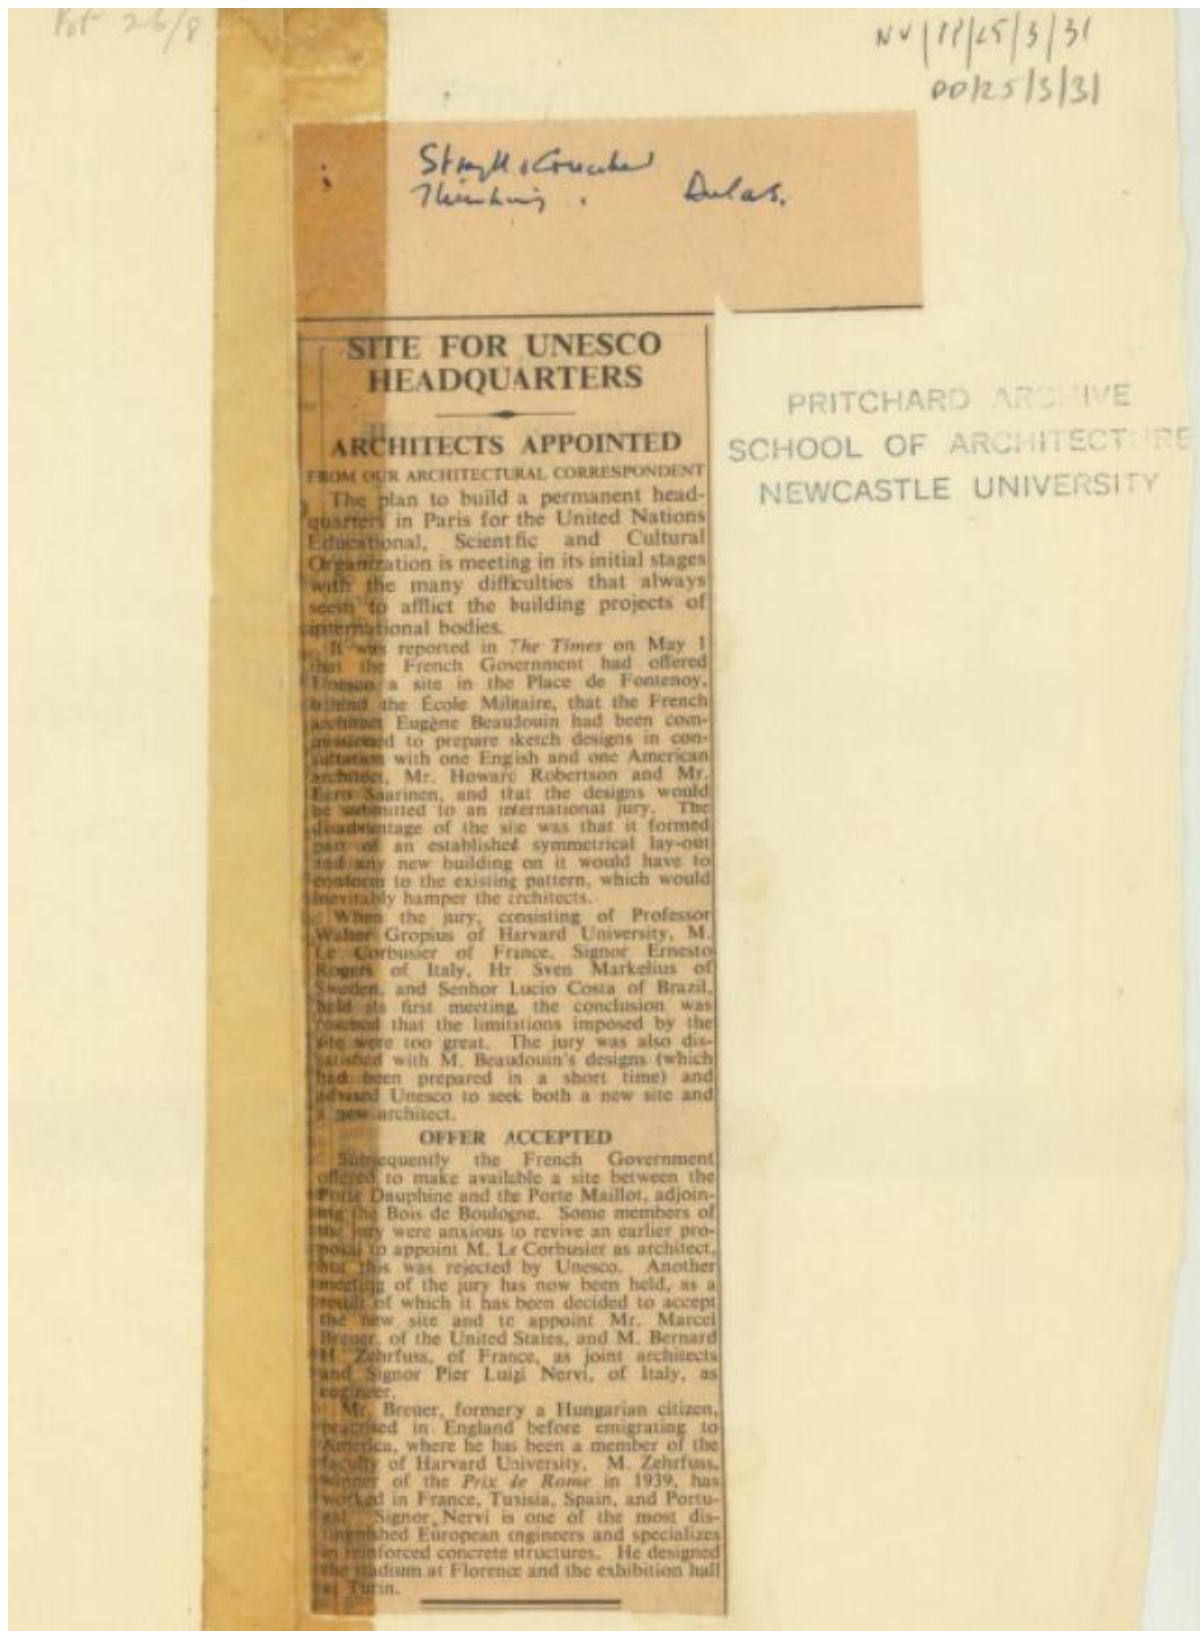 26/8
NV/PP/25/3/31
PP/25/3/31
SITE FOR UNESCO
HEADQUARTERS
ARCHITECTS APPOINTED
FROM OUR ARCHITECTURAL CORRESPONDENT
The plan to build a permanent head-
quarters in Paris for the United Nations
Educational, Scientfic and Cultural
Organization is meeting in its initial stages
with the many difficulties that always
seem to afflict the building projects of
international bodies.
It was reported in The Times on May 1
that the French Government had offered
Unesco a site in the Place de Fontenoy,
behind the École Militaire, that the French
architect Eugène Beaudouin had been com-
missioned to prepare sketch designs in con-
sultation with one Engish and one American
architect, Mr. Howard Robertson and Mr.
Eero Saarinen, and that the designs would
be submitted to an international jury. The
disadvantage of the site was that it formed
part of an established symmetrical lay-out
and any new building on it would have to
conform to the existing pattern, which would
inevitably hamper the architects.
When the jury, consisting of Professor
Walter Gropius of Harvard University, M.
Le Corbusier of France, Signor Ernesto
Rogers of Italy, Hr. Sven Markelius of
Sweden, and Senhor Lucio Costa of Brazil,
held its first meeting, the conclusion was
reached that the limitations imposed by the
site were too great. The jury was also dis-
satisfied with M. Beaudouin's designs (which
had been prepared in a short time) and
advised Unesco to seek both a new site and
a new architect.
OFFER ACCEPTED
Subsequently the French Government
offered to make available a site between the
Porte Dauphine and the Porte Maillot, adjoin-
ing the Bois de Boulogne. Some members of
the jury were anxious to revive an earlier pro-
posal to appoint M. Le Corbusier as architect,
but this was rejected by Unesco. Another
meeting of the jury has now been held, as a
result of which it has been decided to accept
the new site and to appoint Mr. Marcel
Breuer, of the United States, and M. Bernard
H. Zehrfuss, of France, as joint architects
and Signor Pier Luigi Nervi, of Italy, as
engineer.
Mr. Breuer, formery a Hungarian citizen,
practised in England before emigrating to
America, where he has been a member of the
faculty of Harvard University. M. Zehrfuss,
winner of the Prix de Rome in 1939, has
worked in France, Tunisia, Spain, and Portu-
gal. Signor Nervi is one of the most dis-
tinguished European engineers and specializes
in reinforced concrete structures. He designed
the stadium at Florence and the exhibition hall
at Turin.
PRITCHARD ARCHIVE
SCHOOL OF ARCHITECTURE
NEWCASTLE UNIVERSITY